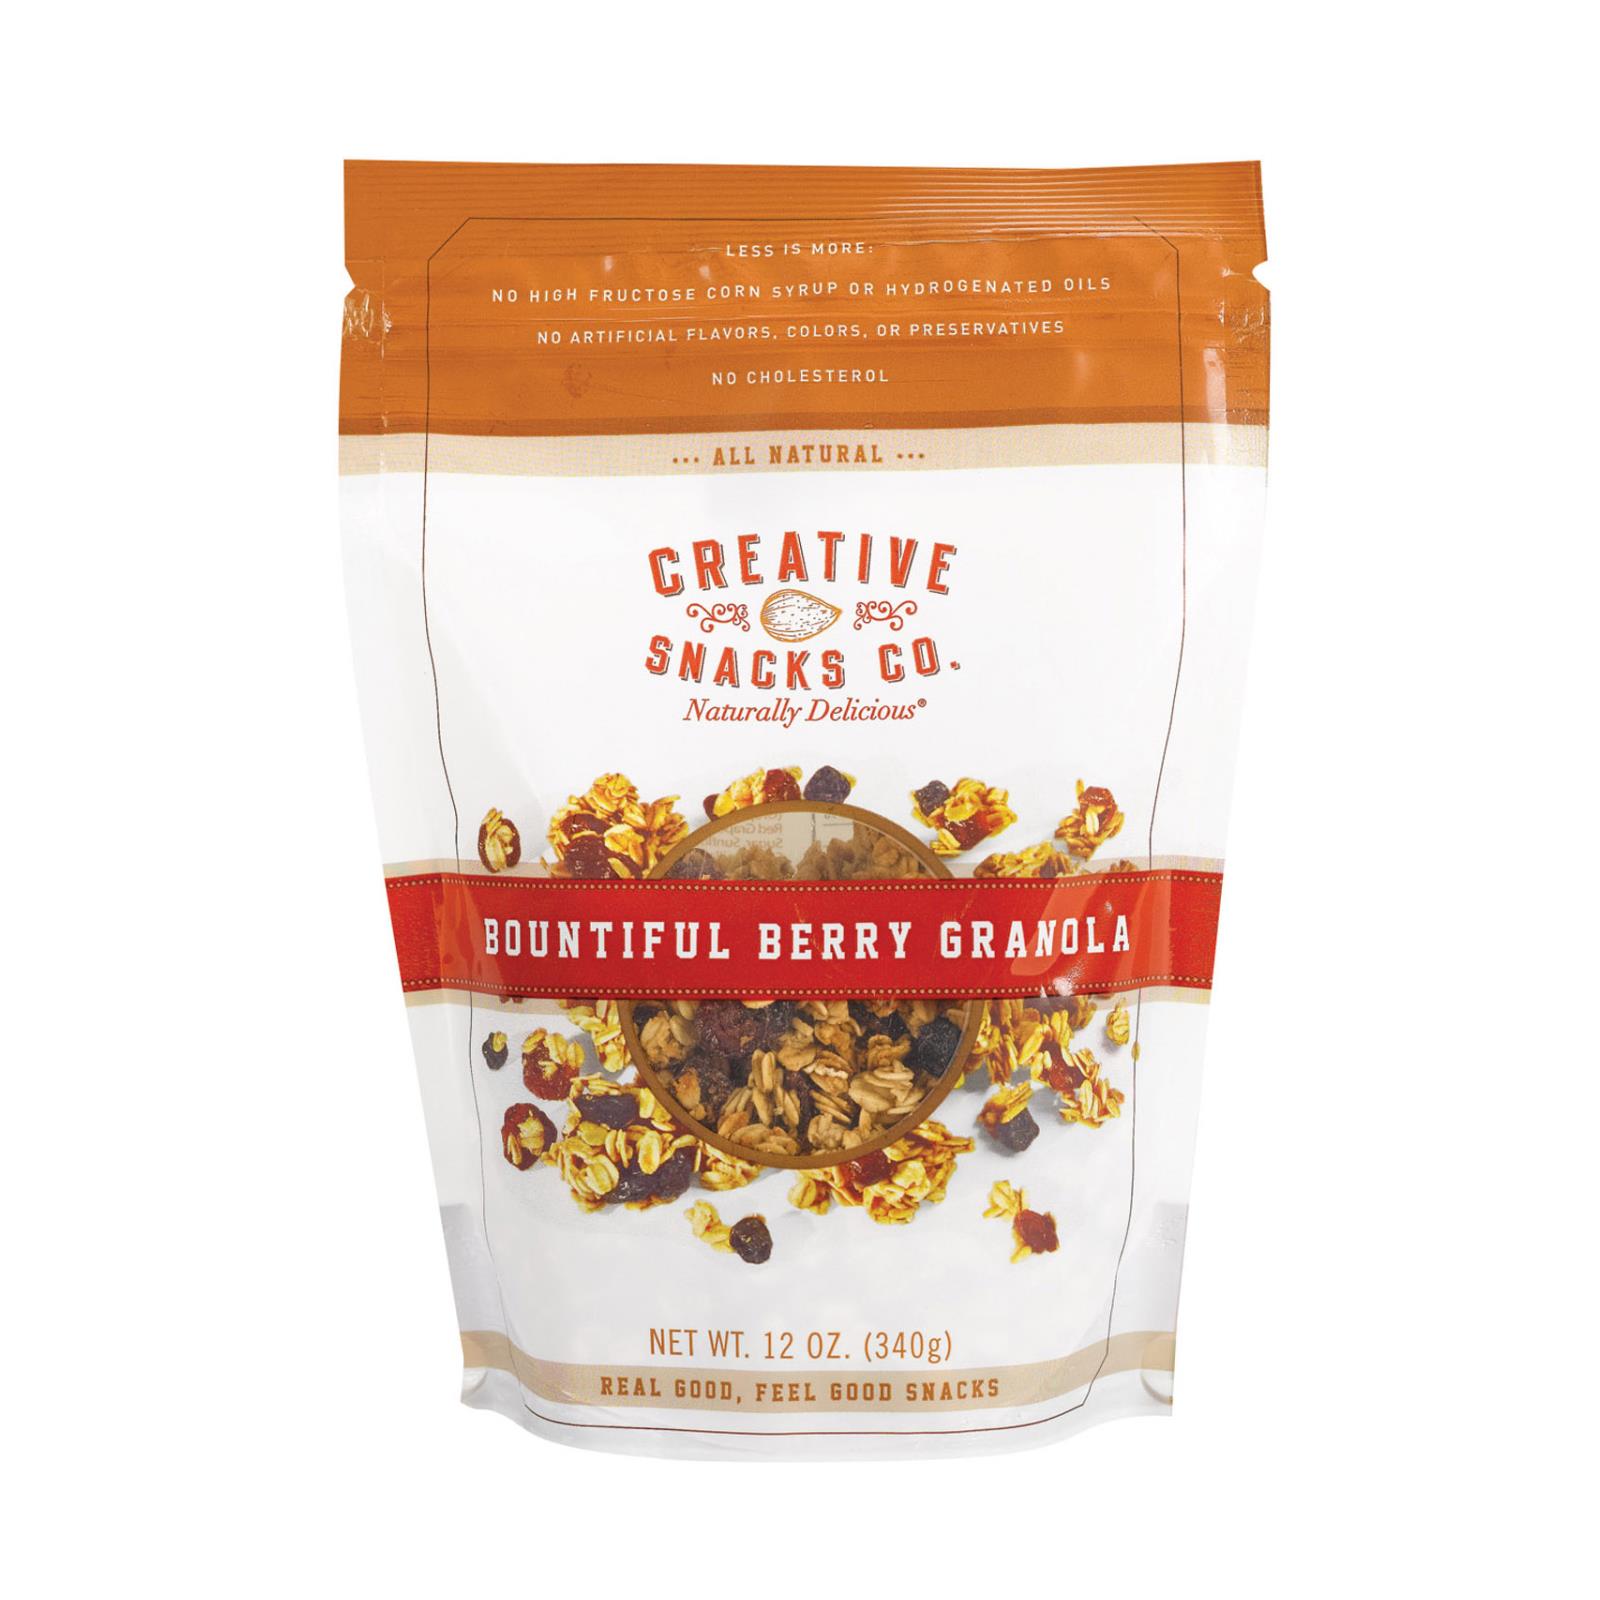 LESS IS MORE:
NO HIGH FRUCTOSE CORN SYRUP OR HYDROGENATED OILS
NO ARTIFICIAL FLAVORS, COLORS, OR PRESERVATIVES
NO CHOLESTEROL
... ALL NATURAL ...
CREATIVE
SNACKS CO.
Naturally Delicious®
BOUNTIFUL BERRY GRANOLA
NET WT. 12 OZ. (340g)
REAL GOOD, FEEL GOOD SNACKS